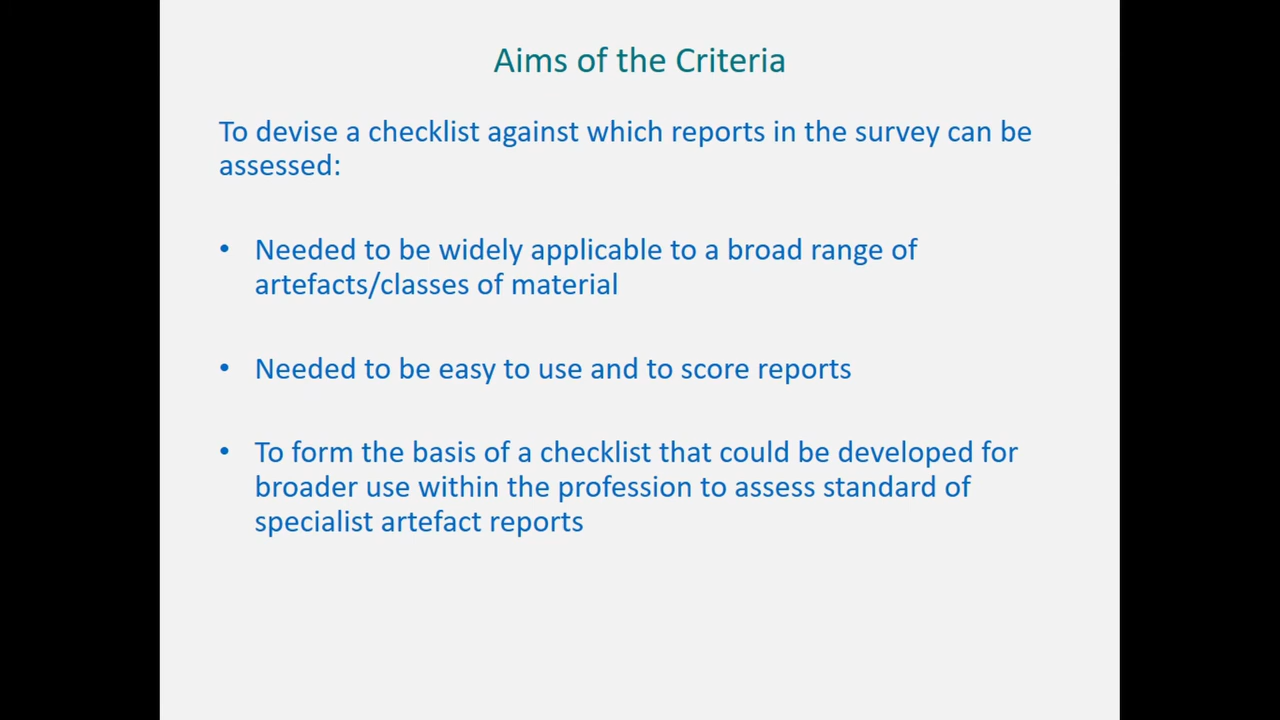 Aims of the Criteria
To devise a checklist against which reports in the survey can be
assessed:
• Needed to be widely applicable to a broad range of
artefacts/classes of material
• Needed to be easy to use and to score reports
• To form the basis of a checklist that could be developed for
broader use within the profession to assess standard of
specialist artefact reports